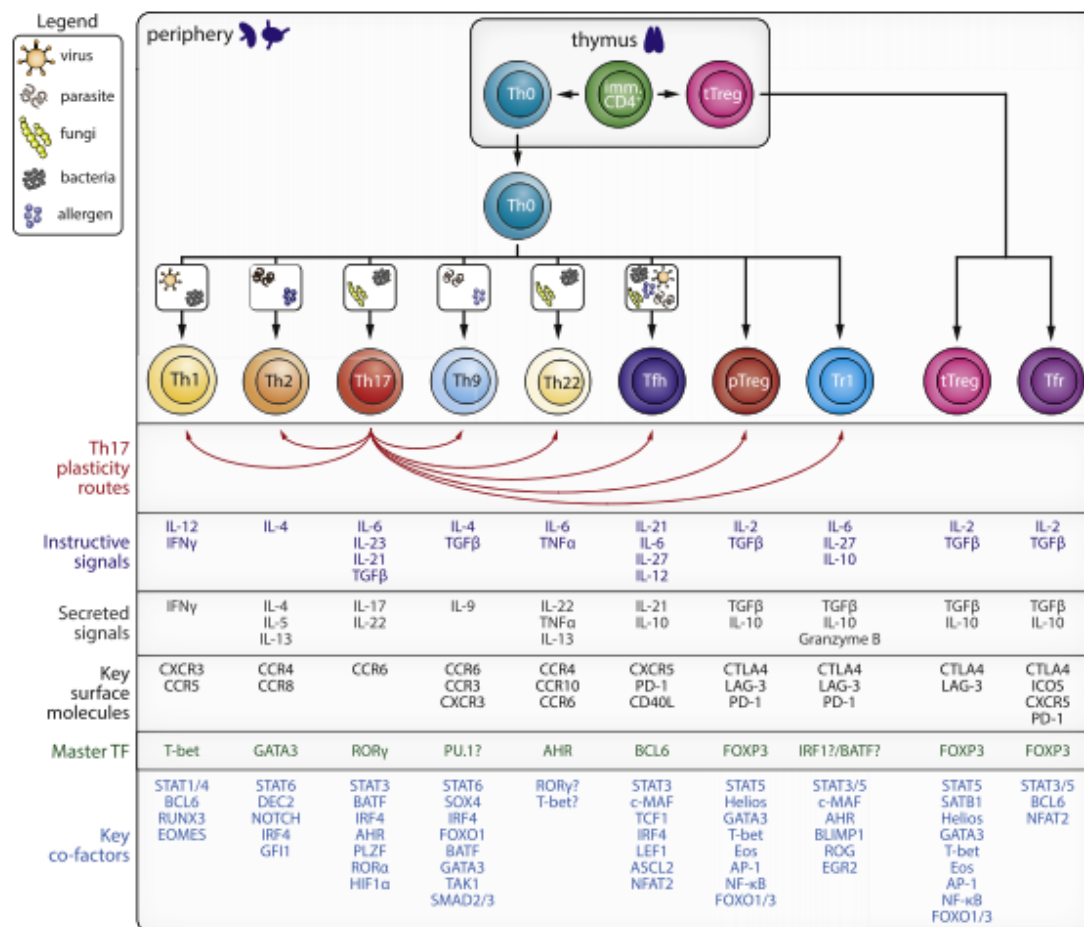 Legend
virus
parasite
fungi
bacteria
allergen
periphery
thymus
Th0
imm. CD4+
tTreg
Th0
Th1 Th2 Th17 Th9 Th22 Tfh pTreg Tr1 tTreg Tfr
Th17
plasticity
routes
Instructive
signals
IL-12 IL-4 IL-6 IL-4 IL-6 IL-21 IL-2 IL-6 IL-2 IL-2
IFNγ IL-23 TGFβ TNFα IL-6 TGFβ IL-27 TGFβ TGFβ
IL-21 IL-27 IL-10
TGFβ IL-12
Secreted
signals
IFNγ IL-4 IL-17 IL-9 IL-22 IL-21 TGFβ TGFβ TGFβ TGFβ
IL-5 IL-22 TNFα IL-10 IL-10 IL-10 IL-10 IL-10
IL-13 IL-13 Granzyme B
Key
surface
molecules
CXCR3 CCR4 CCR6 CCR6 CCR4 CXCR5 CTLA4 CTLA4 CTLA4 CTLA4
CCR5 CCR8 CCR3 CCR10 PD-1 LAG-3 LAG-3 LAG-3 ICOS
CXCR3 CCR6 CD40L PD-1 PD-1 CXCR5
PD-1
Master TF
T-bet GATA3 RORγ PU.1? AHR BCL6 FOXP3 IRF1?/BATF? FOXP3 FOXP3
Key
co-factors
STAT1/4 STAT6 STAT3 STAT6 RORγ? STAT3 STAT5 STAT3/5 STAT5 STAT3/5
BCL6 DEC2 BATF SOX4 T-bet? c-MAF Helios c-MAF SATB1 BCL6
RUNX3 NOTCH IRF4 IRF4 TCF1 GATA3 AHR Helios NFAT2
EOMES IRF4 AHR FOXO1 IRF4 T-bet BLIMP1 GATA3
GFI1 PLZF BATF LEF1 Eos ROG T-bet
RORα GATA3 ASCL2 AP-1 EGR2 Eos
HIF1α TAK1 NFAT2 NF-κB AP-1
SMAD2/3 FOXO1/3 NF-κB
FOXO1/3